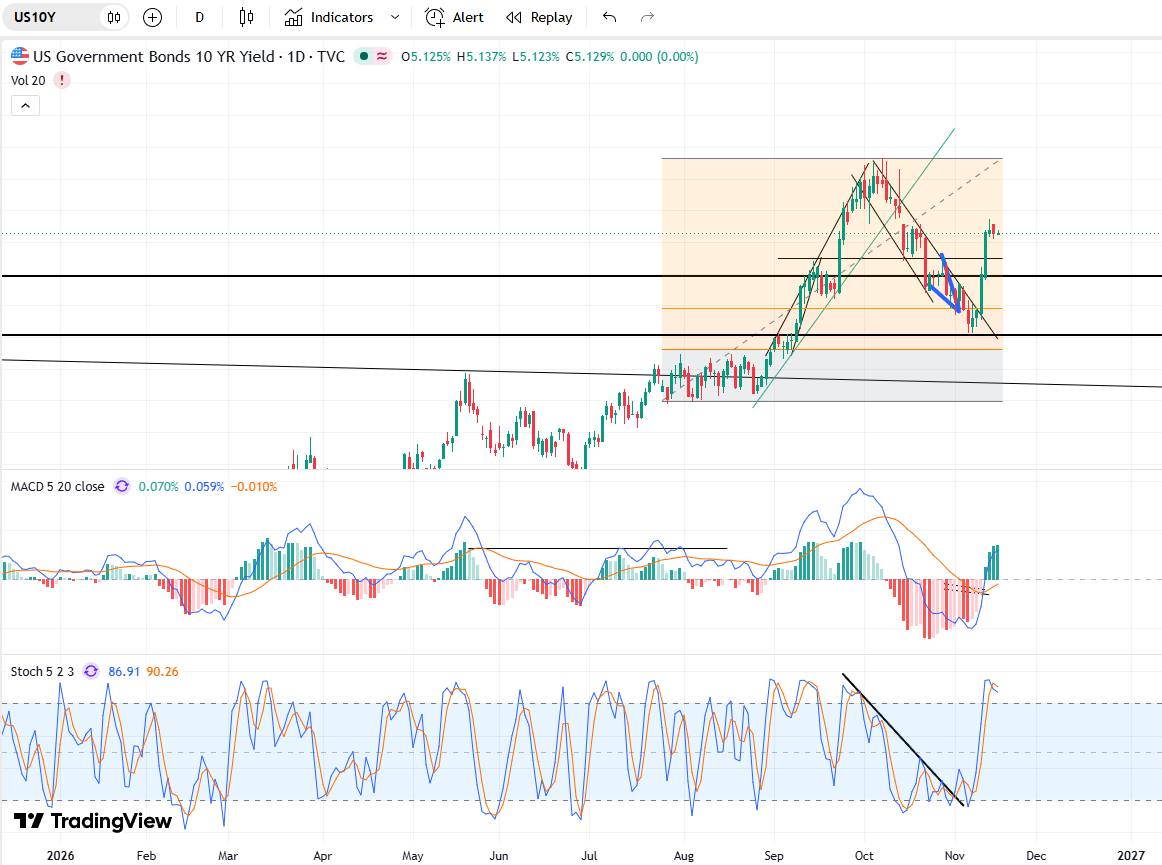 US10Y D Indicators Alert Replay
US Government Bonds 10 YR Yield · 1D · TVC O5.125% H5.137% L5.123% C5.129% 0.000 (0.00%)
Vol 20 !
MACD 5 20 close 0.070% 0.059% −0.010%
Stoch 5 2 3 86.91 90.26
TradingView
2026 Feb Mar Apr May Jun Jul Aug Sep Oct Nov Dec 2027